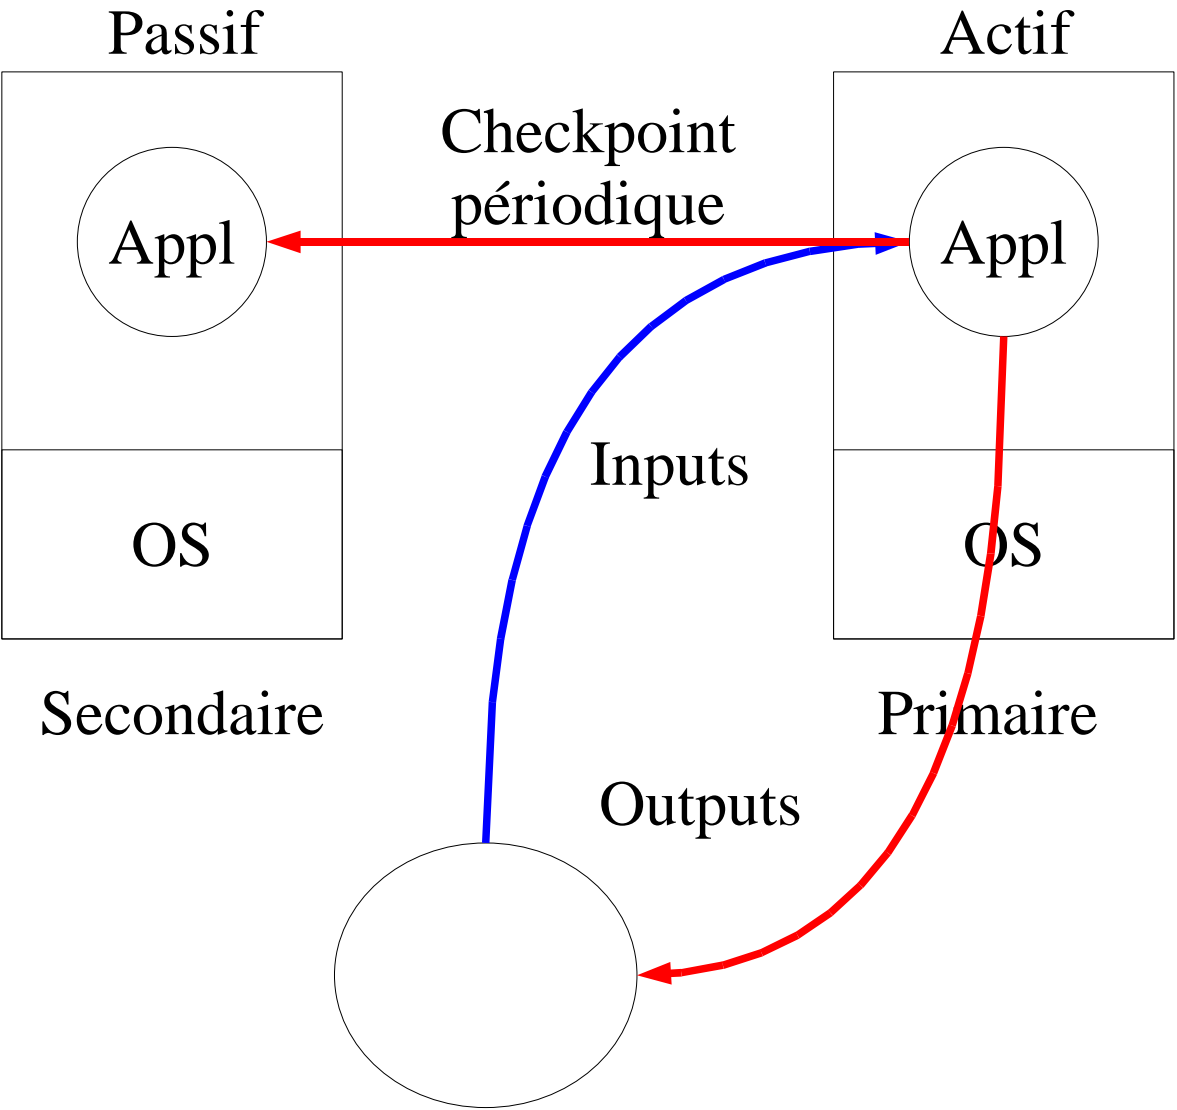 Passif
Actif
Checkpoint
périodique
Appl
Appl
Inputs
OS
OS
Secondaire
Primaire
Outputs